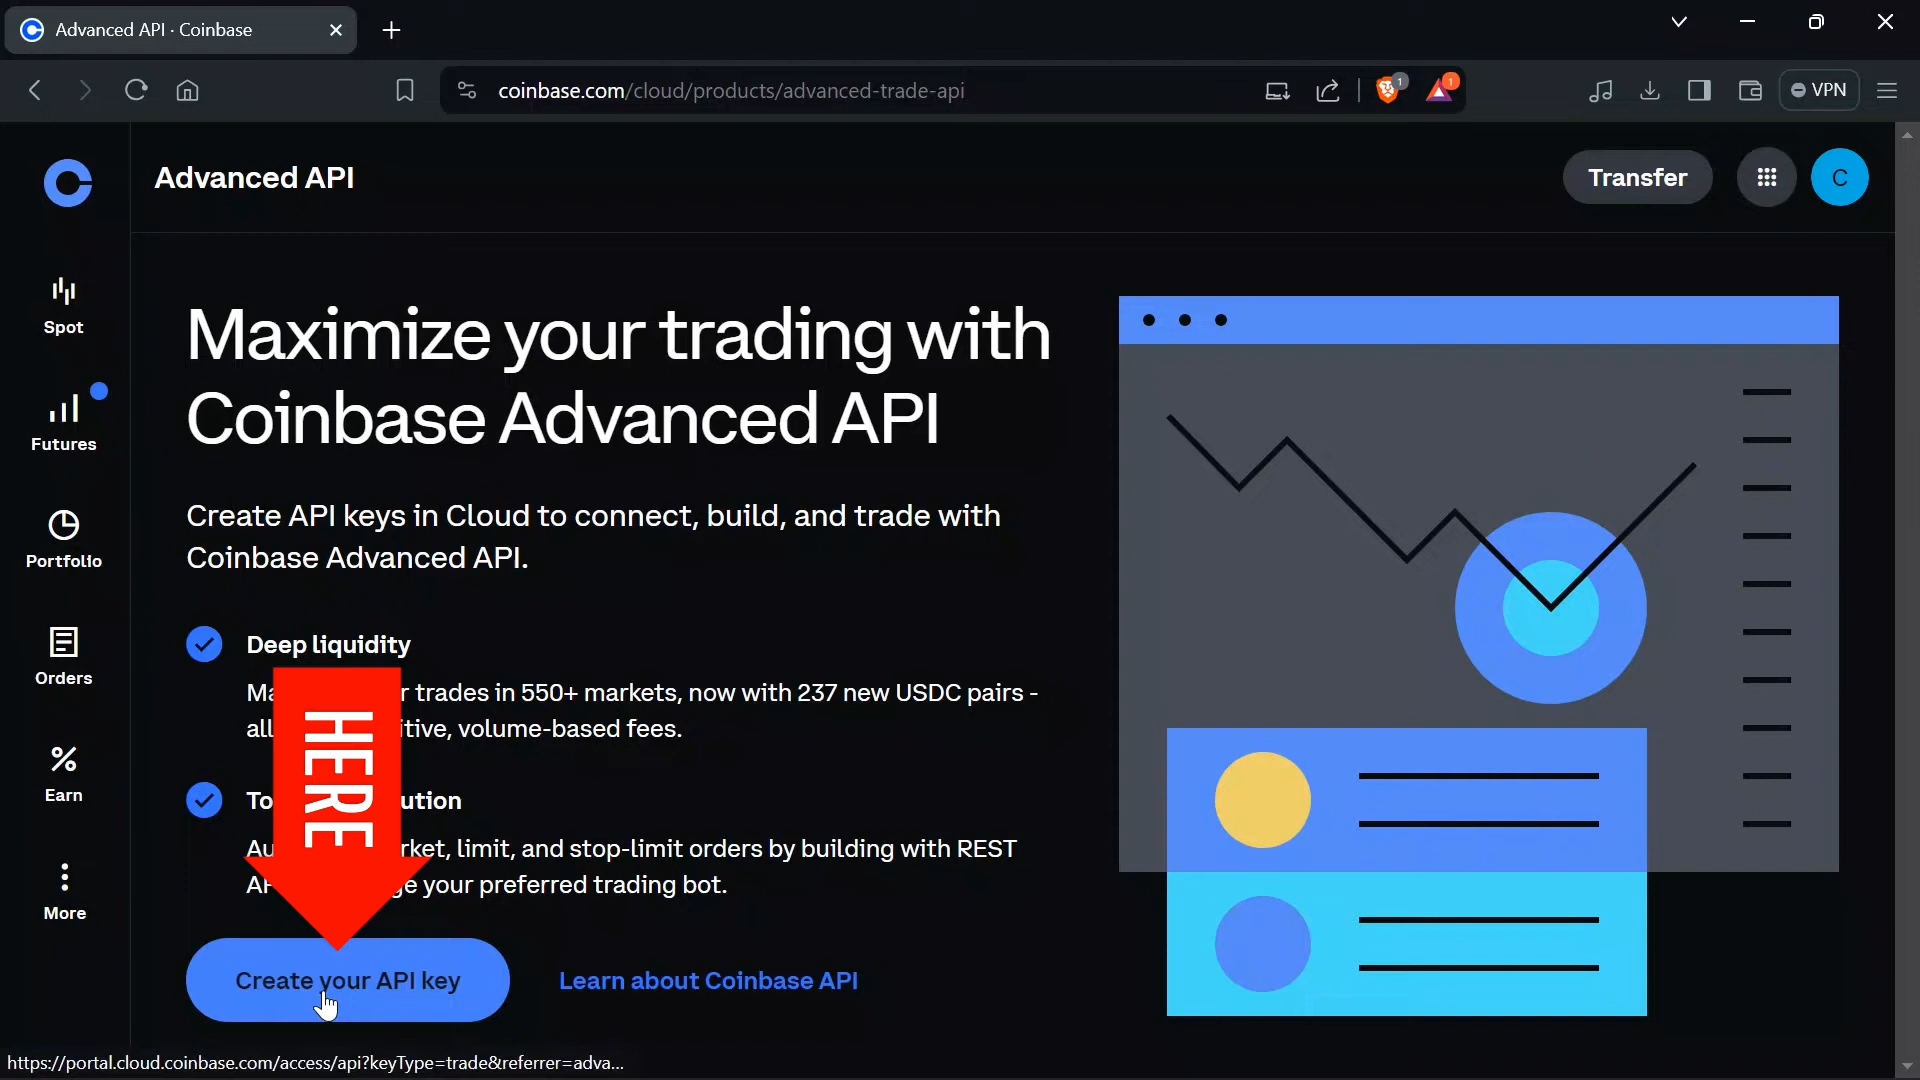 Advanced API · Coinbase
coinbase.com/cloud/products/advanced-trade-api
1
1
VPN
Advanced API
Transfer
C
Spot
Futures
Portfolio
Orders
Earn
More
Maximize your trading with
Coinbase Advanced API
Create API keys in Cloud to connect, build, and trade with
Coinbase Advanced API.
Deep liquidity
trades in 550+ markets, now with 237 new USDC pairs -
volume-based fees.
HERE
limit, and stop-limit orders by building with REST
your preferred trading bot.
Create your API key
Learn about Coinbase API
https://portal.cloud.coinbase.com/access/api?keyType=trade&referrer=adva...